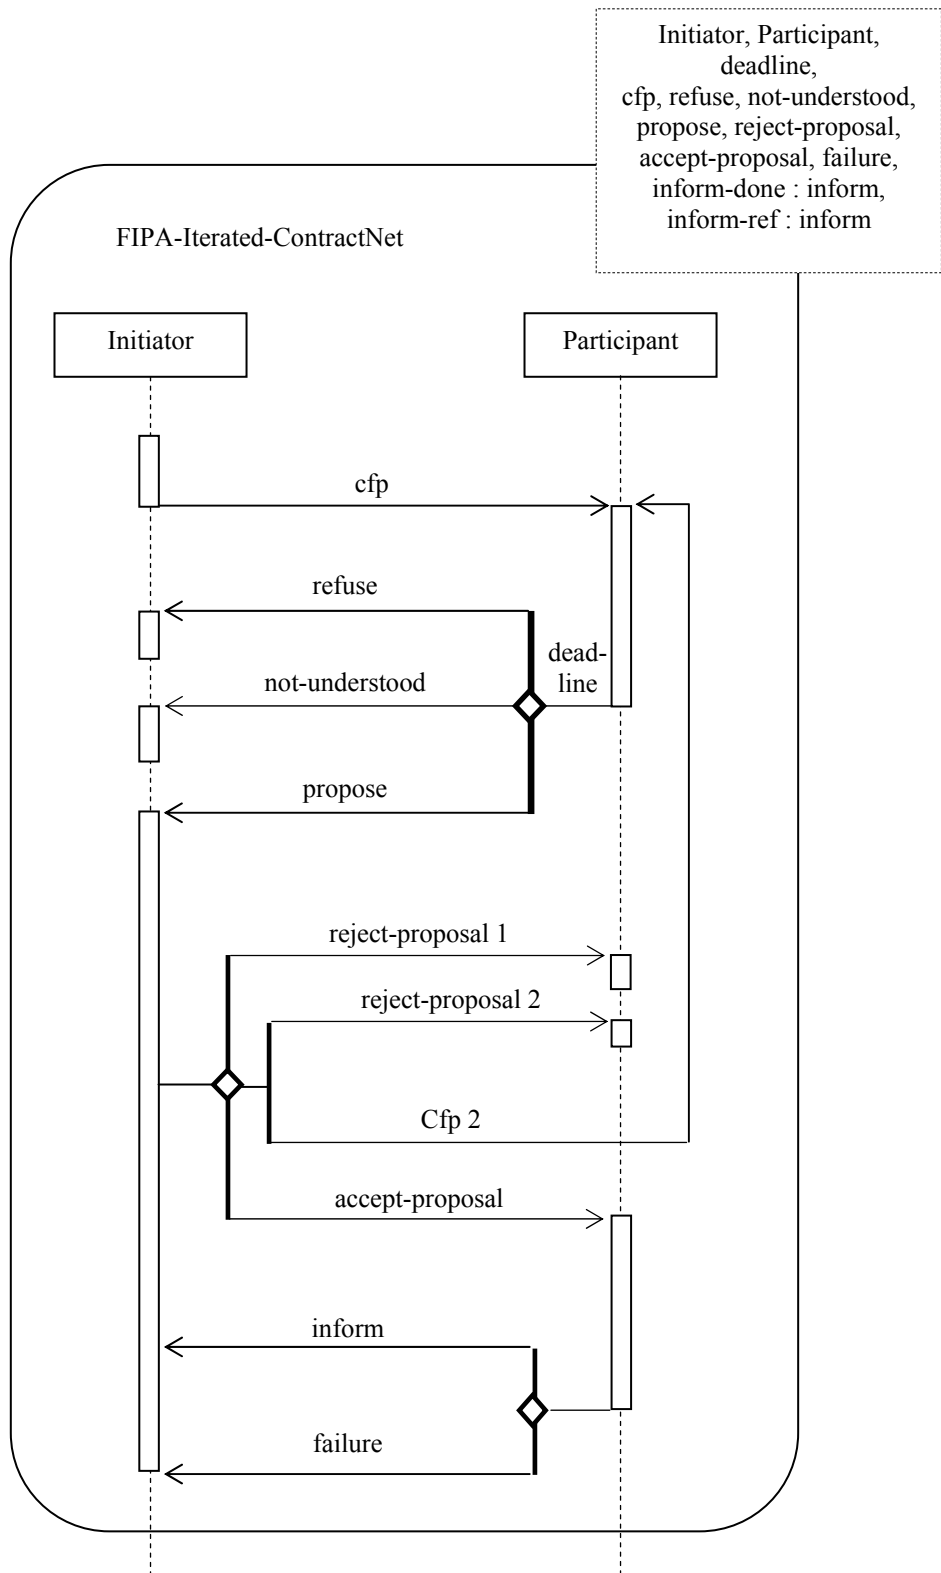 Initiator, Participant,
deadline,
cfp, refuse, not-understood,
propose, reject-proposal,
accept-proposal, failure,
inform-done : inform,
inform-ref : inform
FIPA-Iterated-ContractNet
Initiator
Participant
cfp
refuse
dead-
line
not-understood
propose
reject-proposal 1
reject-proposal 2
Cfp 2
accept-proposal
inform
failure